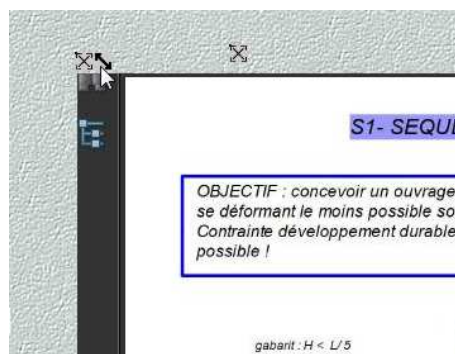 S1- SEQU
OBJECTIF : concevoir un ouvrage
se déformant le moins possible so
Contrainte développement durable
possible !
gabarit : H < L/ 5